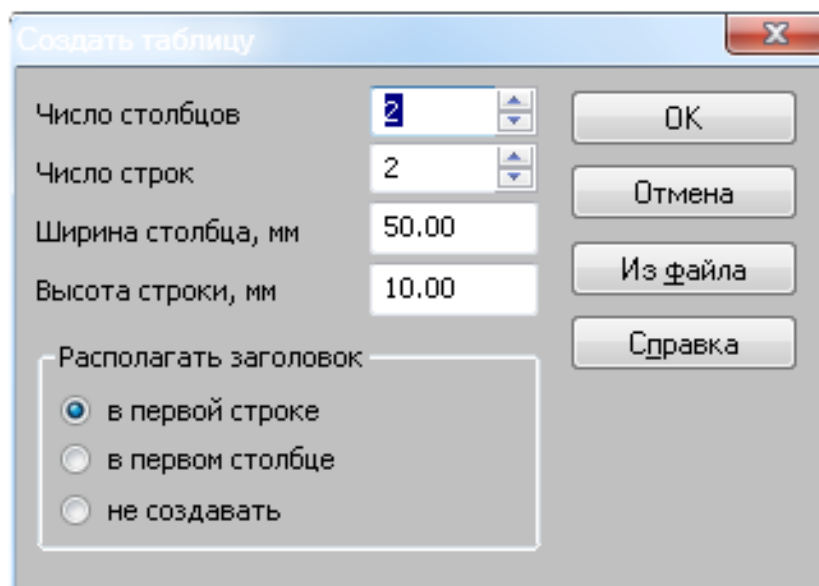 Создать таблицу
Число столбцов
2
Число строк
2
Ширина столбца, мм
50.00
Высота строки, мм
10.00
Располагать заголовок
в первой строке
в первом столбце
не создавать
OK
Отмена
Из файла
Справка